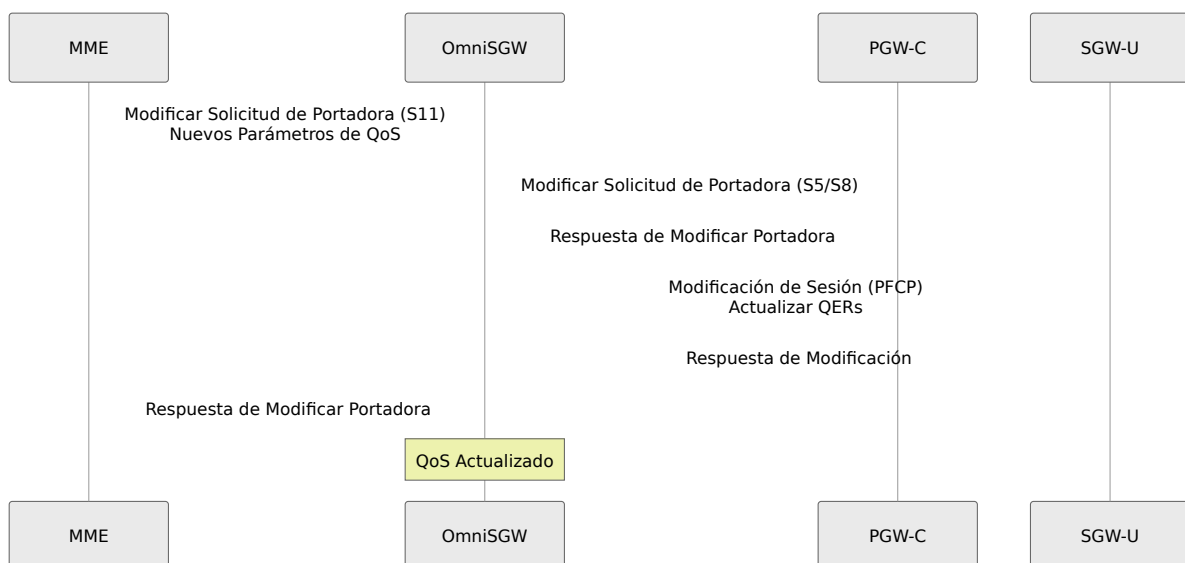 MME
OmniSGW
PGW-C
SGW-U
Modificar Solicitud de Portadora (S11)
Nuevos Parámetros de QoS
Modificar Solicitud de Portadora (S5/S8)
Respuesta de Modificar Portadora
Modificación de Sesión (PFCP)
Actualizar QERs
Respuesta de Modificación
Respuesta de Modificar Portadora
QoS Actualizado
MME
OmniSGW
PGW-C
SGW-U